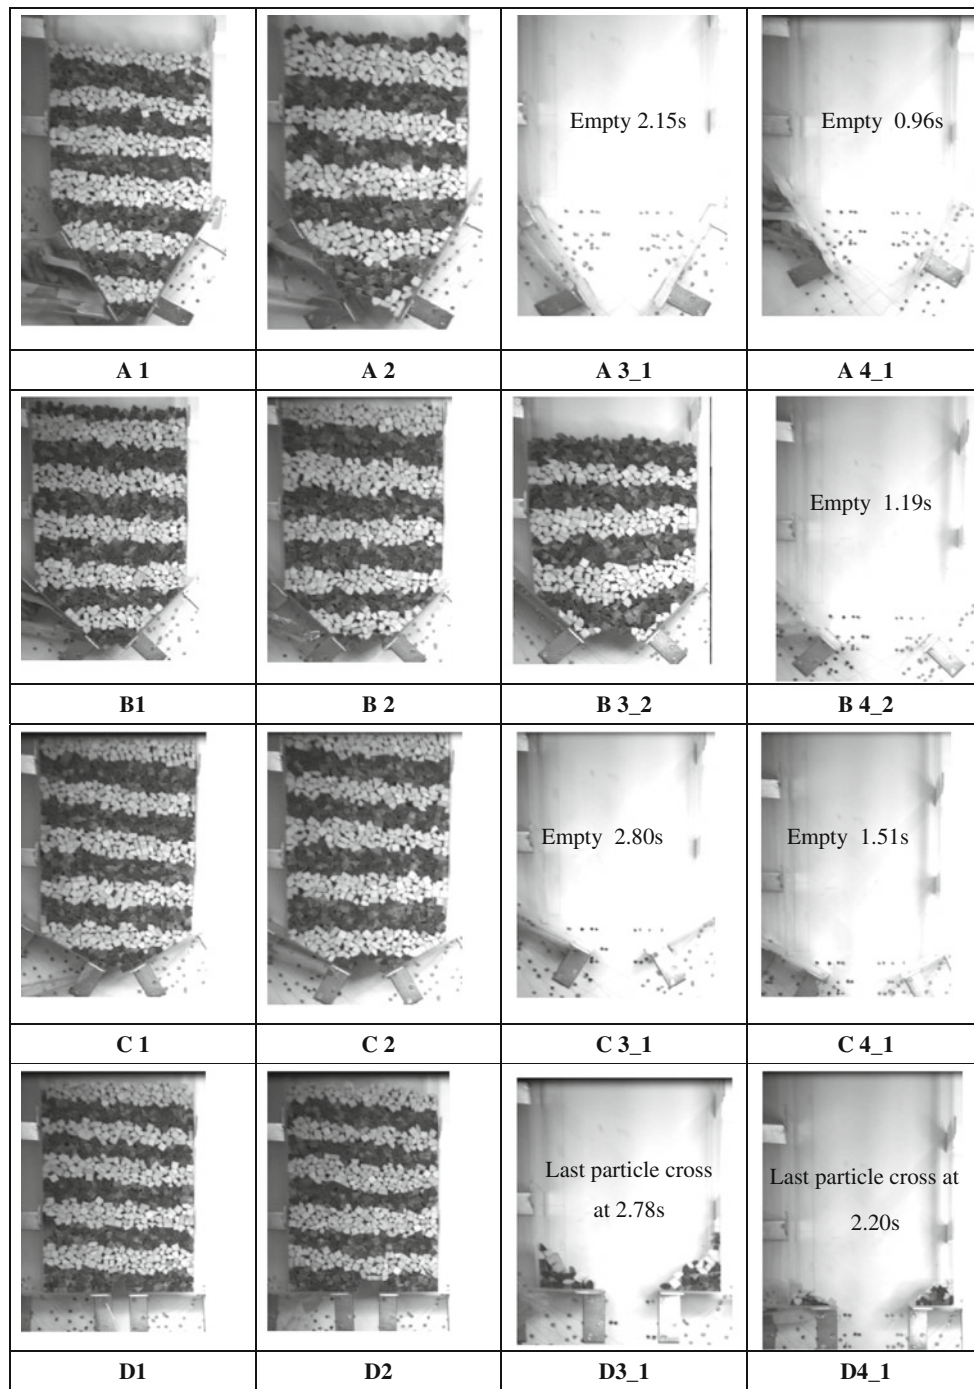 Empty 2.15s
Empty 0.96s
A 1
A 2
A 3_1
A 4_1
Empty 1.19s
B1
B 2
B 3_2
B 4_2
Empty 2.80s
Empty 1.51s
C 1
C 2
C 3_1
C 4_1
Last particle cross
at 2.78s
Last particle cross at
2.20s
D1
D2
D3_1
D4_1